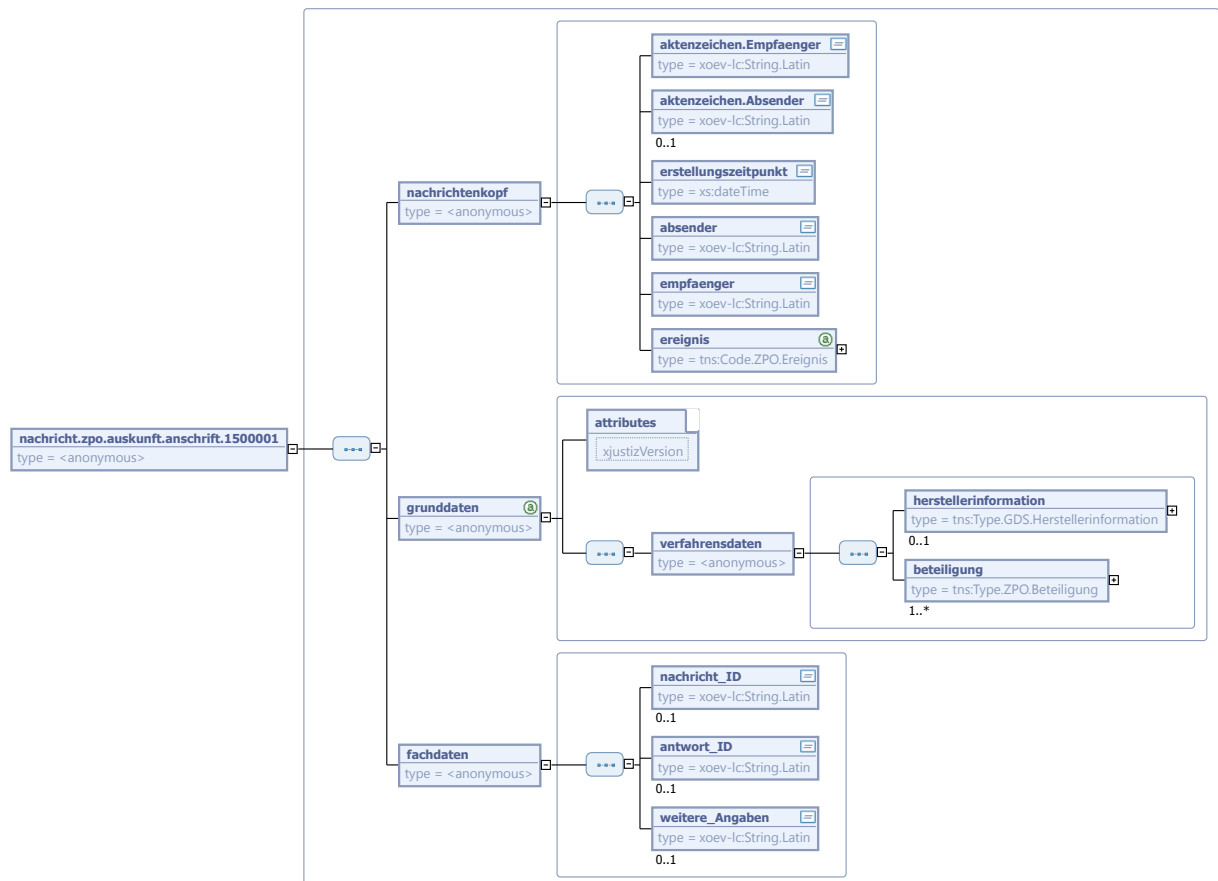 nachricht.zpo.auskunft.anschrift.1500001
type = <anonymous>
nachrichtenkopf
type = <anonymous>
aktenzeichen.Empfaenger
type = xoev-lc:String.Latin
aktenzeichen.Absender
type = xoev-lc:String.Latin
0..1
erstellungszeitpunkt
type = xs:dateTime
absender
type = xoev-lc:String.Latin
empfaenger
type = xoev-lc:String.Latin
ereignis
a
type = tns:Code.ZPO.Ereignis
grunddaten
a
type = <anonymous>
attributes
xjustizVersion
verfahrensdaten
type = <anonymous>
herstellerinformation
type = tns:Type.GDS.Herstellerinformation
0..1
beteiligung
type = tns:Type.ZPO.Beteiligung
1..*
fachdaten
type = <anonymous>
nachricht_ID
type = xoev-lc:String.Latin
0..1
antwort_ID
type = xoev-lc:String.Latin
0..1
weitere_Angaben
type = xoev-lc:String.Latin
0..1